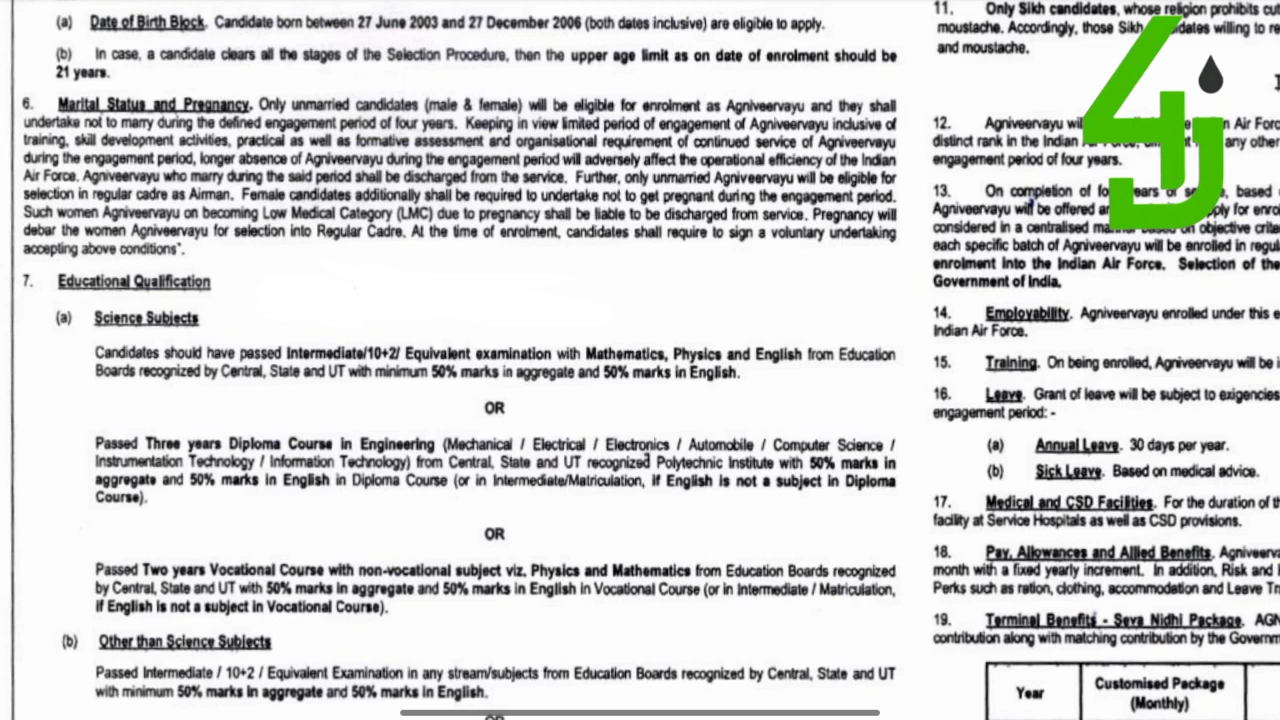 (a) Date of Birth Block. Candidate born between 27 June 2003 and 27 December 2006 (both dates inclusive) are eligible to apply.
(b) In case, a candidate clears all the stages of the Selection Procedure, then the upper age limit as on date of enrolment should be
21 years.
6. Marital Status and Pregnancy. Only unmarried candidates (male & female) will be eligible for enrolment as Agniveervayu and they shall
undertake not to marry during the defined engagement period of four years. Keeping in view limited period of engagement of Agniveervayu inclusive of
training, skill development activities, practical as well as formative assessment and organisational requirement of continued service of Agniveervayu
during the engagement period, longer absence of Agniveervayu during the engagement period will adversely affect the operational efficiency of the Indian
Air Force. Agniveervayu who marry during the said period shall be discharged from the service. Further, only unmarried Agniveervayu will be eligible for
selection in regular cadre as Airman. Female candidates additionally shall be required to undertake not to get pregnant during the engagement period.
Such women Agniveervayu on becoming Low Medical Category (LMC) due to pregnancy shall be liable to be discharged from service. Pregnancy will
debar the women Agniveervayu for selection into Regular Cadre. At the time of enrolment, candidates shall require to sign a voluntary undertaking
accepting above conditions".
7. Educational Qualification
(a) Science Subjects
Candidates should have passed Intermediate/10+2/ Equivalent examination with Mathematics, Physics and English from Education
Boards recognized by Central, State and UT with minimum 50% marks in aggregate and 50% marks in English.
OR
Passed Three years Diploma Course in Engineering (Mechanical / Electrical / Electronics / Automobile / Computer Science /
Instrumentation Technology / Information Technology) from Central, State and UT recognized Polytechnic Institute with 50% marks in
aggregate and 50% marks in English in Diploma Course (or in Intermediate/Matriculation, if English is not a subject in Diploma
Course).
OR
Passed Two years Vocational Course with non-vocational subject viz. Physics and Mathematics from Education Boards recognized
by Central, State and UT with 50% marks in aggregate and 50% marks in English in Vocational Course (or in Intermediate / Matriculation,
if English is not a subject in Vocational Course).
(b) Other than Science Subjects
Passed Intermediate / 10+2 / Equivalent Examination in any stream/subjects from Education Boards recognized by Central, State and UT
with minimum 50% marks in aggregate and 50% marks in English.
11. Only Sikh candidates, whose religion prohibits
moustache. Accordingly, those Sikh willing to
and moustache.
12. Agniveervayu Air
distinct rank in the Indian any other
engagement period of four years.
13. On completion of based
Agniveervayu will be offered for
considered in a centralised on objective
each specific batch of Agniveervayu will be enrolled in
enrolment into the Indian Air Force. Selection of the
Government of India.
14. Employability. Agniveervayu enrolled under this
Indian Air Force.
15. Training. On being enrolled, Agniveervayu will be
16. Leave. Grant of leave will be subject to exigencies
engagement period: -
(a) Annual Leave. 30 days per year.
(b) Sick Leave. Based on medical advice.
17. Medical and CSD Facilities. For the duration of
facility at Service Hospitals as well as CSD provisions.
18. Pay, Allowances and Allied Benefits.
month with a fixed yearly increment. In addition, Risk and
Perks such as ration, clothing, accommodation and Leave
19. Terminal Benefits - Seva Nidhi Package.
contribution along with matching contribution by the
Year
Customised Package
(Monthly)
4J